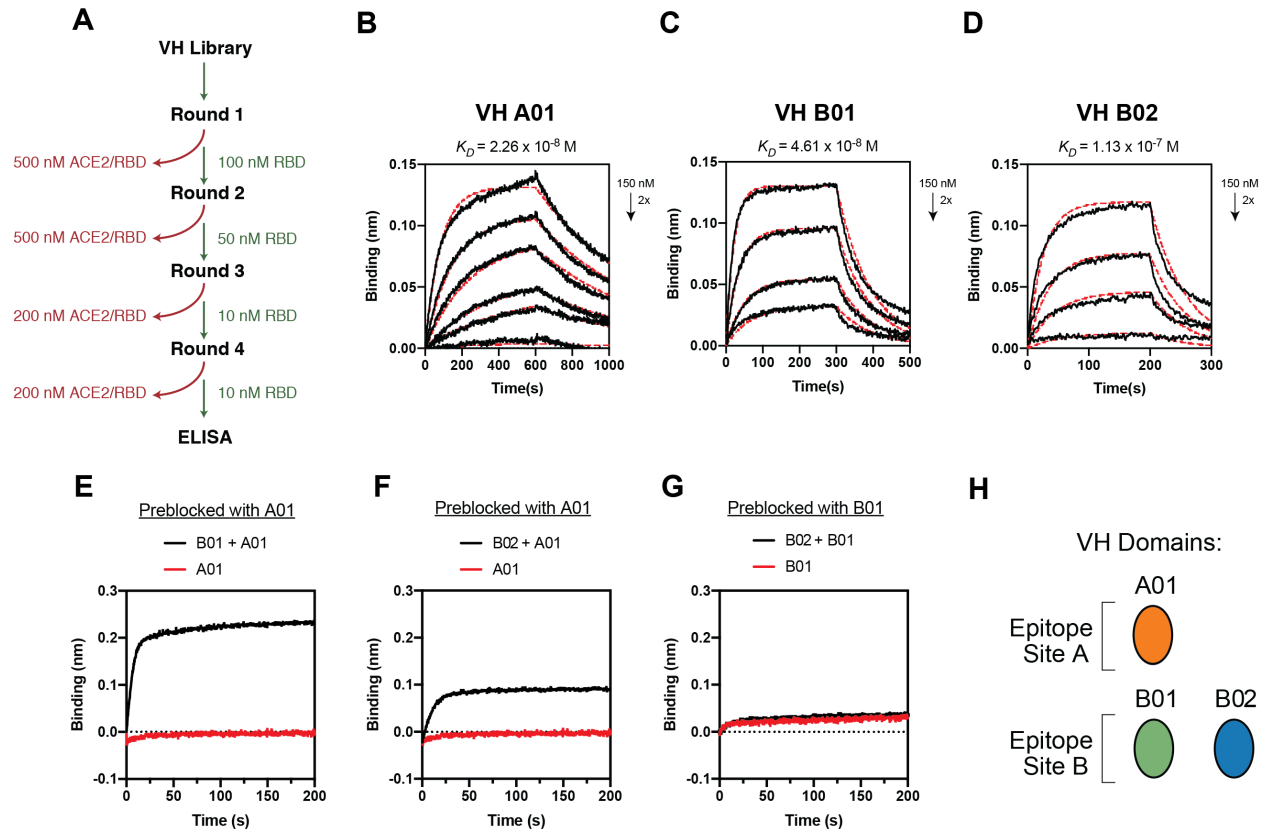 A
VH Library
Round 1
500 nM ACE2/RBD
100 nM RBD
Round 2
500 nM ACE2/RBD
50 nM RBD
Round 3
200 nM ACE2/RBD
10 nM RBD
Round 4
200 nM ACE2/RBD
10 nM RBD
ELISA
B
VH A01
K_D = 2.26 x 10⁻⁸ M
0.15
0.10
0.05
0.00
Binding (nm)
0 200 400 600 800 1000
Time(s)
150 nM
2x
C
VH B01
K_D = 4.61 x 10⁻⁸ M
0.15
0.10
0.05
0.00
Binding (nm)
0 100 200 300 400 500
Time(s)
150 nM
2x
D
VH B02
K_D = 1.13 x 10⁻⁷ M
0.15
0.10
0.05
0.00
Binding (nm)
0 100 200 300
Time(s)
150 nM
2x
E
Preblocked with A01
B01 + A01
A01
0.3
0.2
0.1
0.0
-0.1
Binding (nm)
0 50 100 150 200
Time (s)
F
Preblocked with A01
B02 + A01
A01
0.3
0.2
0.1
0.0
-0.1
Binding (nm)
0 50 100 150 200
Time (s)
G
Preblocked with B01
B02 + B01
B01
0.3
0.2
0.1
0.0
-0.1
Binding (nm)
0 50 100 150 200
Time (s)
H
VH Domains:
A01
Epitope
Site A
B01 B02
Epitope
Site B